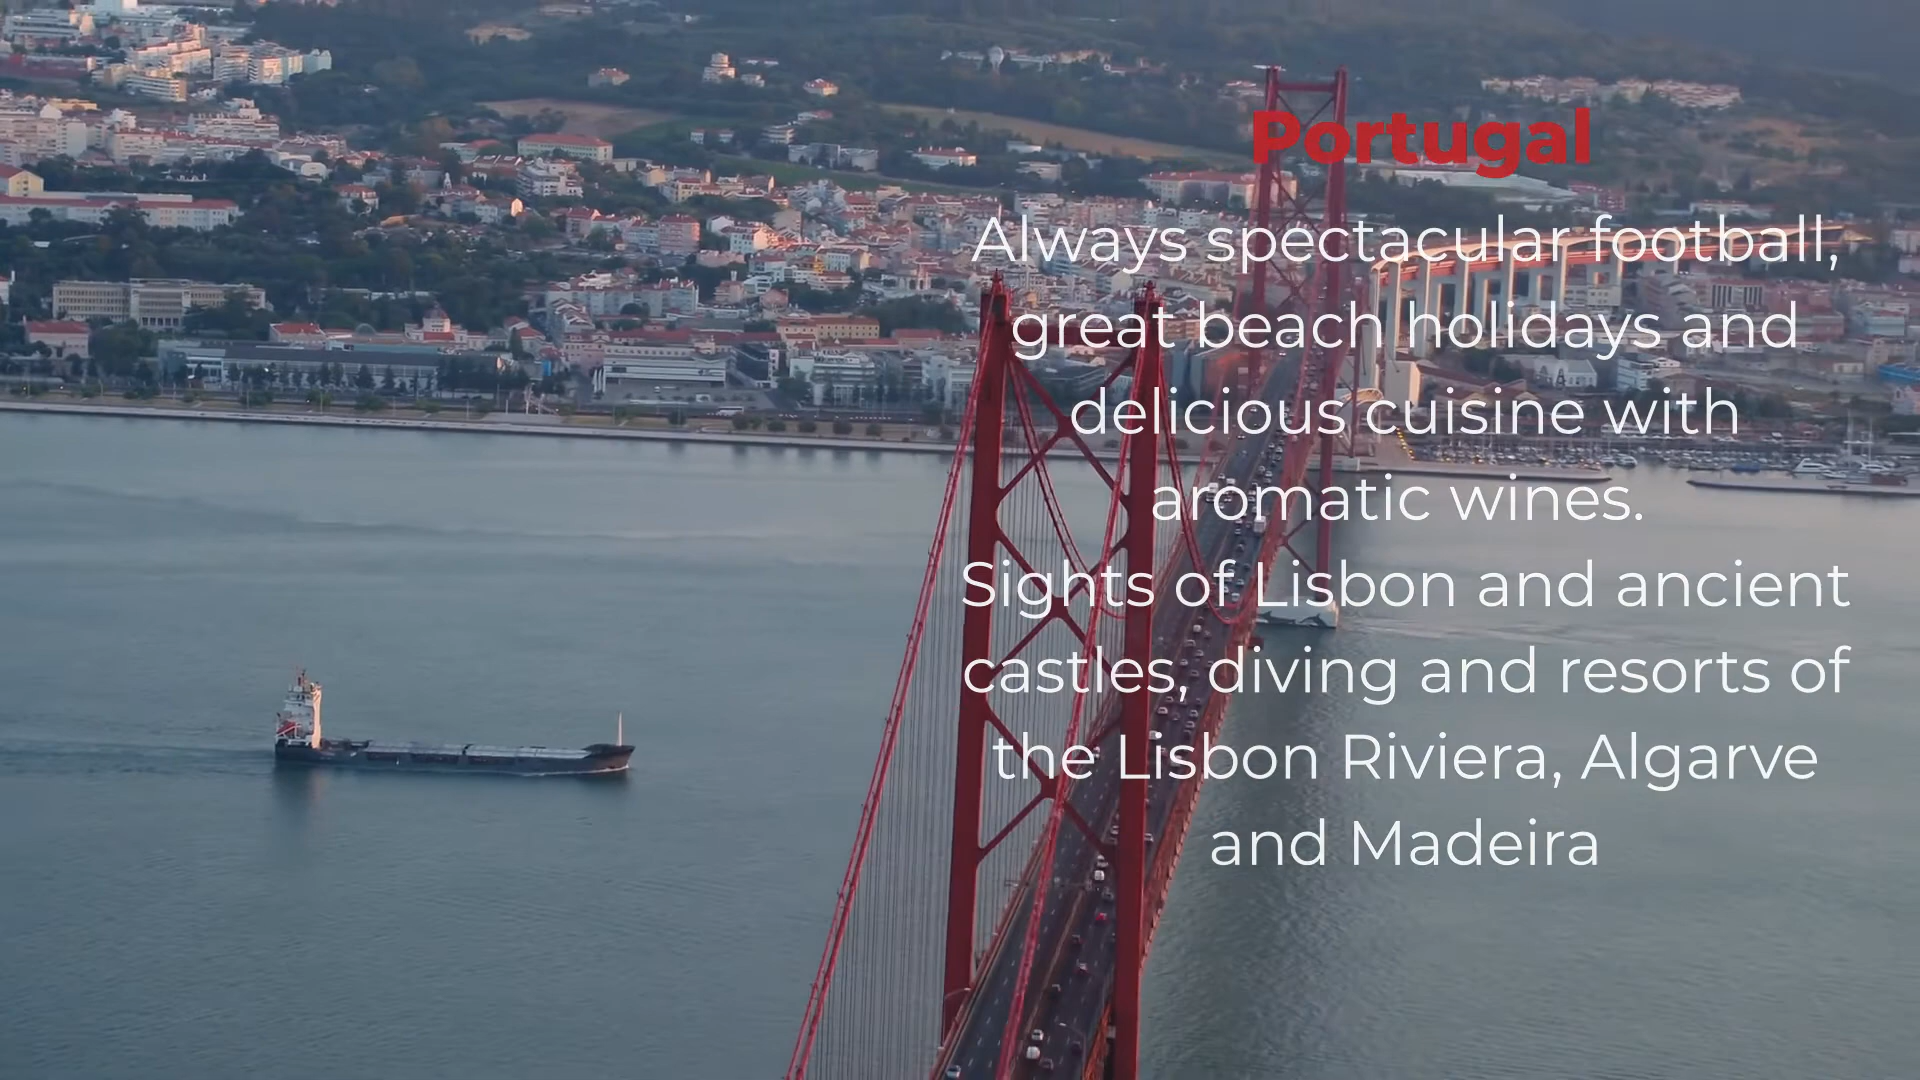 Portugal
Always spectacular football,
great beach holidays and
delicious cuisine with
aromatic wines.
Sights of Lisbon and ancient
castles, diving and resorts of
the Lisbon Riviera, Algarve
and Madeira